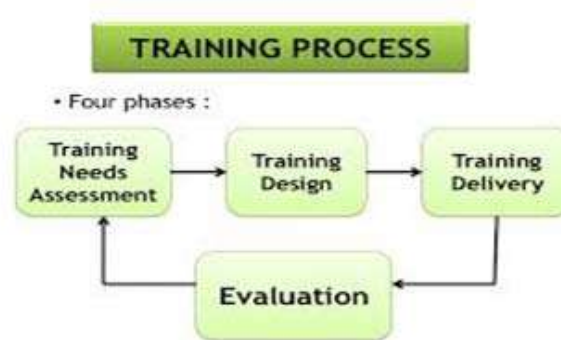 TRAINING PROCESS
• Four phases :
Training
Needs
Assessment
Training
Design
Training
Delivery
Evaluation